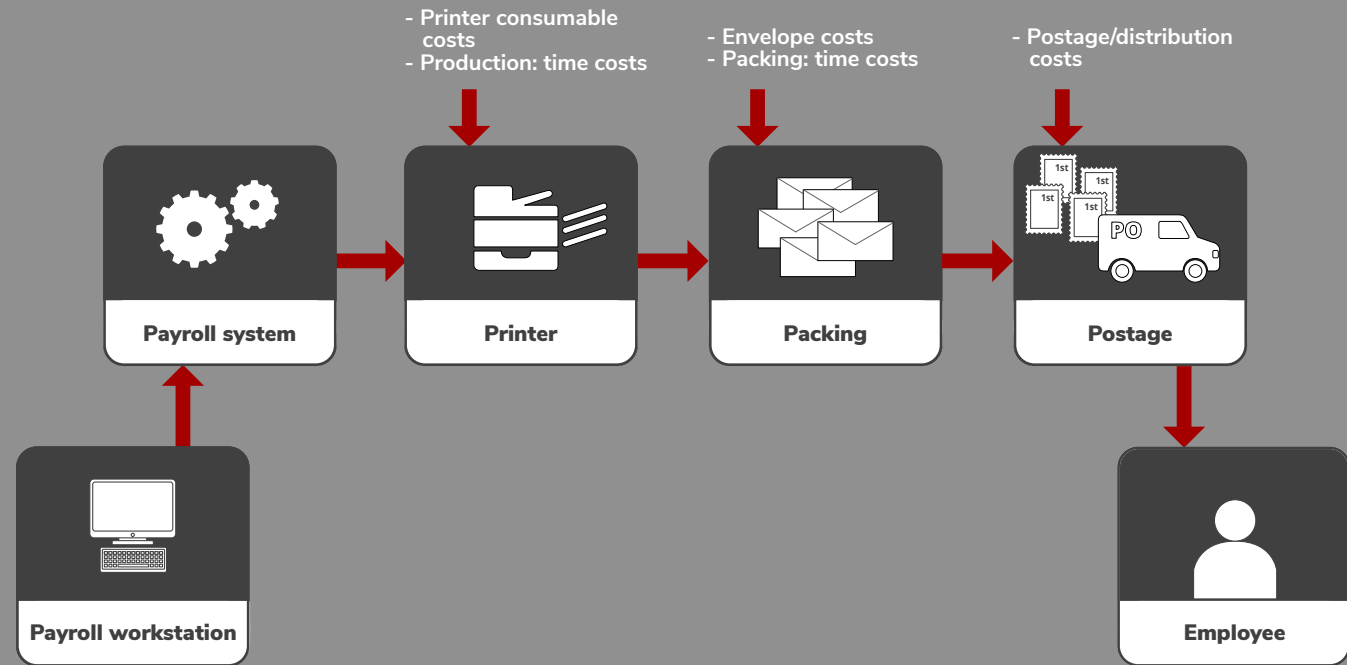 - Printer consumable
costs
- Production: time costs
- Envelope costs
- Packing: time costs
- Postage/distribution
costs
1st
1st
1st
1st
PO
Payroll system
Printer
Packing
Postage
Payroll workstation
Employee